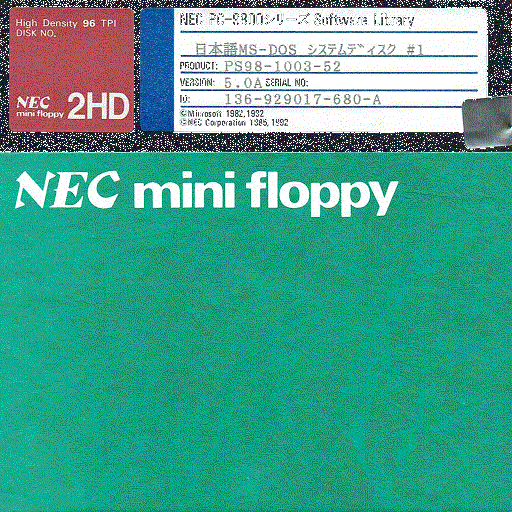 High Density 96 TPI
DISK NO.
NEC
mini floppy 2HD
NEC PC-9800シリーズ Software Library
日本語MS-DOS システムディスク #1
PRODUCT: PS98-1003-52
VERSION: 5.0A SERIAL NO:
ID: 136-929017-680-A
©Microsoft 1982,1992
©NEC Corporation 1985,1992
NEC mini floppy